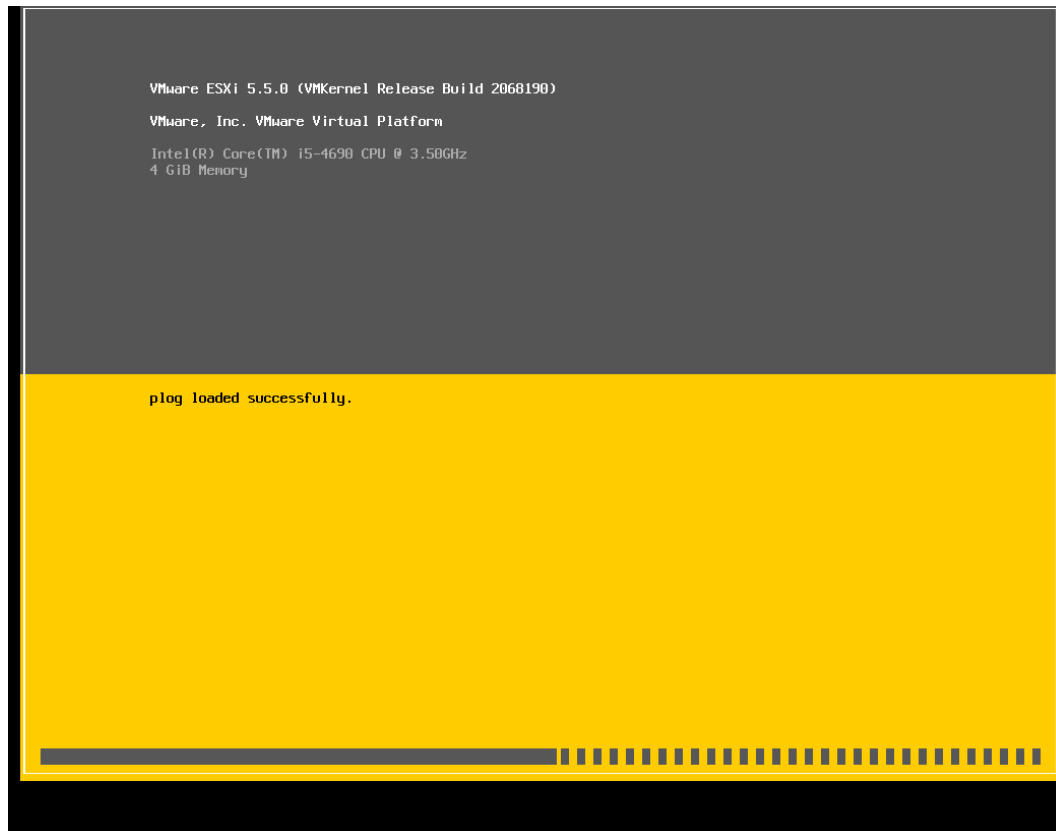 VMware ESXi 5.5.0 (VMKernel Release Build 2068190)
VMware, Inc. VMware Virtual Platform
Intel(R) Core(TM) i5-4690 CPU @ 3.50GHz
4 GiB Memory
plog loaded successfully.